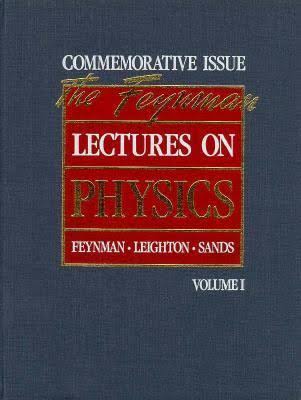 COMMEMORATIVE ISSUE
The Feynman
LECTURES ON
PHYSICS
FEYNMAN • LEIGHTON • SANDS
VOLUME I